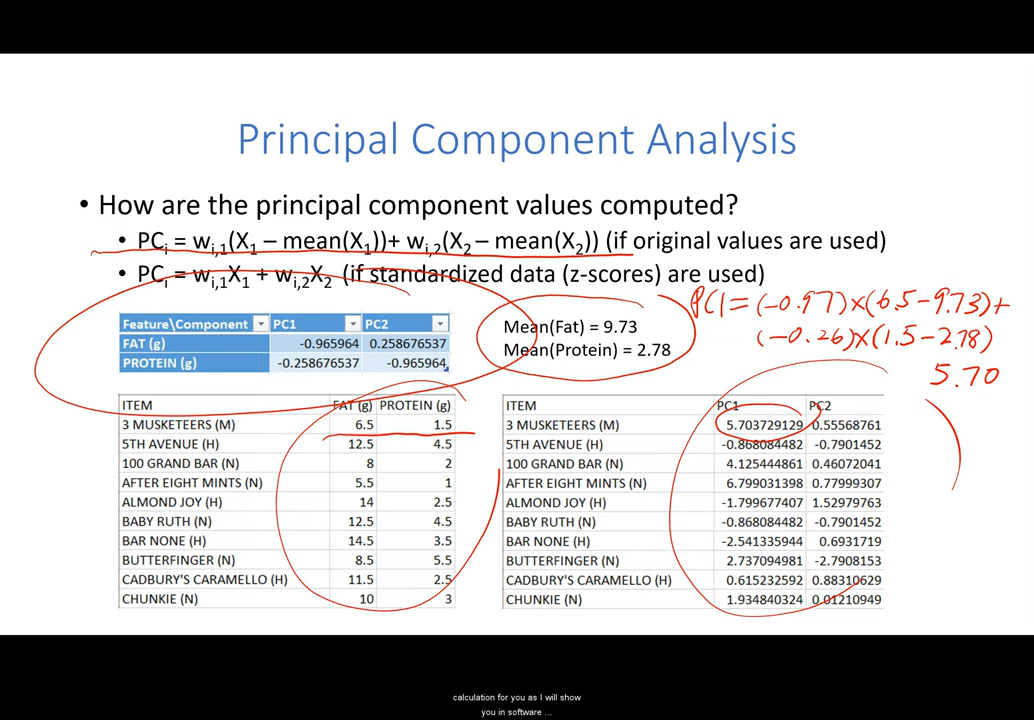 Principal Component Analysis
• How are the principal component values computed?
• PCi = wi,1(X1 – mean(X1))+ wi,2(X2 – mean(X2)) (if original values are used)
• PCi = wi,1X1 + wi,2X2 (if standardized data (z-scores) are used)
PC1 = (-0.97)×(6.5-9.73)+
(-0.26)×(1.5-2.78)
5.70
Feature\Component PC1 PC2
FAT (g) -0.965964 0.258676537
PROTEIN (g) -0.258676537 -0.965964
Mean(Fat) = 9.73
Mean(Protein) = 2.78
ITEM FAT (g) PROTEIN (g)
3 MUSKETEERS (M) 6.5 1.5
5TH AVENUE (H) 12.5 4.5
100 GRAND BAR (N) 8 2
AFTER EIGHT MINTS (N) 5.5 1
ALMOND JOY (H) 14 2.5
BABY RUTH (N) 12.5 4.5
BAR NONE (H) 14.5 3.5
BUTTERFINGER (N) 8.5 5.5
CADBURY'S CARAMELLO (H) 11.5 2.5
CHUNKIE (N) 10 3
ITEM PC1 PC2
3 MUSKETEERS (M) 5.703729129 0.55568761
5TH AVENUE (H) -0.868084482 -0.7901452
100 GRAND BAR (N) 4.125444861 0.46072041
AFTER EIGHT MINTS (N) 6.799031398 0.77999307
ALMOND JOY (H) -1.799677407 1.52979763
BABY RUTH (N) -0.868084482 -0.7901452
BAR NONE (H) -2.541335944 0.6931719
BUTTERFINGER (N) 2.737094981 -2.7908153
CADBURY'S CARAMELLO (H) 0.615232592 0.88310629
CHUNKIE (N) 1.934840324 0.01210949
calculation for you as I will show
you in software ...